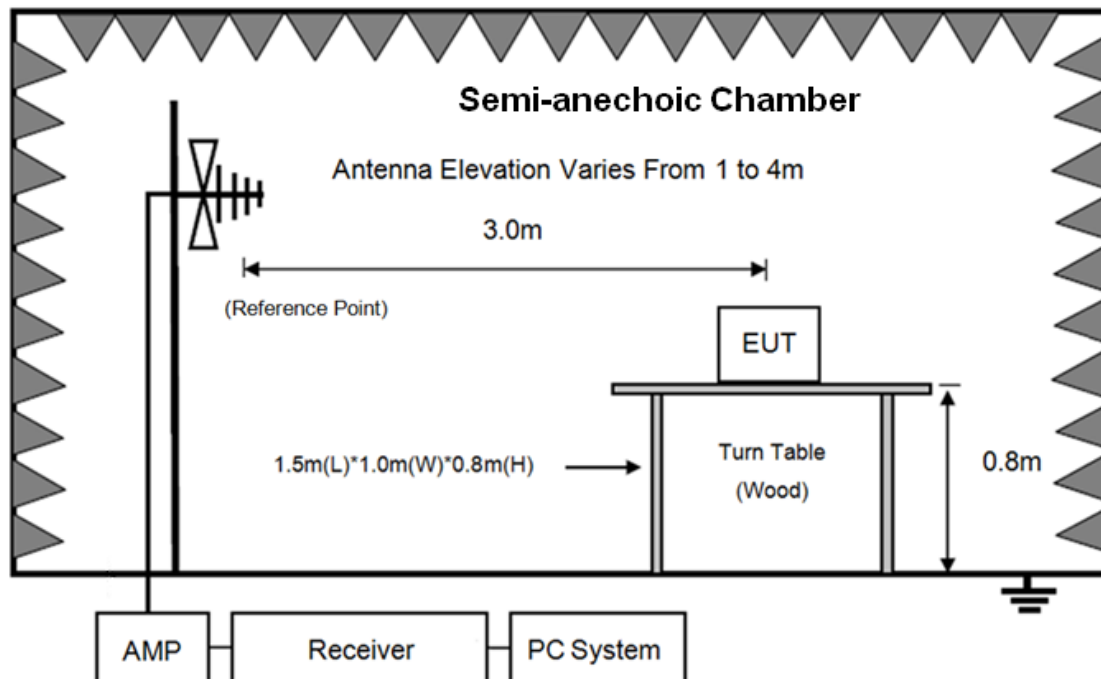 Semi-anechoic Chamber
Antenna Elevation Varies From 1 to 4m
3.0m
(Reference Point)
EUT
1.5m(L)*1.0m(W)*0.8m(H)
Turn Table
(Wood)
0.8m
AMP
Receiver
PC System